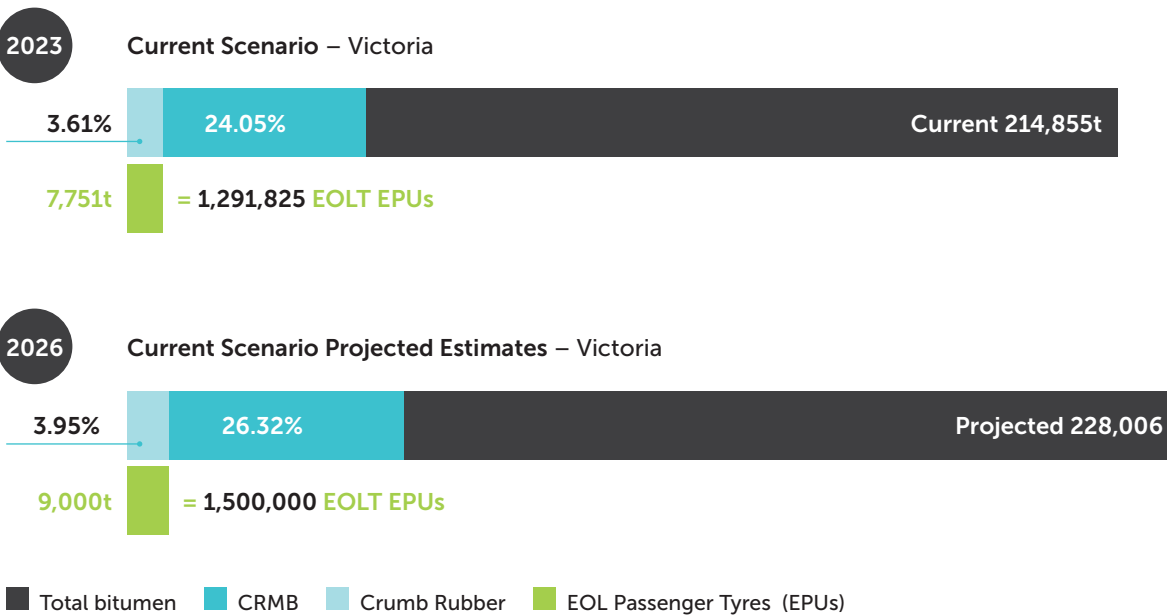 2023
Current Scenario – Victoria
3.61%
24.05%
Current 214,855t
7,751t
= 1,291,825 EOLT EPUs
2026
Current Scenario Projected Estimates – Victoria
3.95%
26.32%
Projected 228,006
9,000t
= 1,500,000 EOLT EPUs
Total bitumen CRMB Crumb Rubber EOL Passenger Tyres (EPUs)